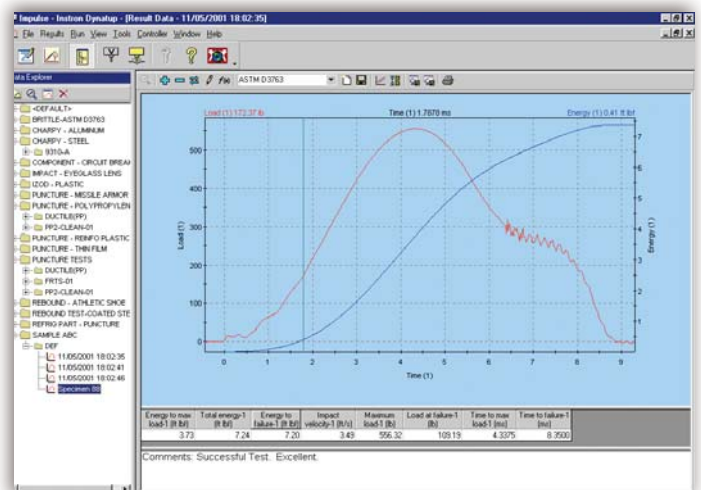 Impulse - Instron Dynatup - [Result Data - 11/05/2001 18:02:35]
File Results Run View Tools Controller Window Help
Data Explorer
ASTM D3763
<DEFAULT>
BRITTLE-ASTM D3763
CHARPY - ALUMINUM
CHARPY - STEEL
9310-A
COMPONENT - CIRCUIT BREAK
IMPACT - EYEGLASS LENS
IZOD - PLASTIC
PUNCTURE - MISSILE ARMOR
PUNCTURE - POLYPROPYLEN
DUCTILE(PP)
PP2-CLEAN-01
PUNCTURE - REINFO PLASTIC
PUNCTURE - THIN FILM
PUNCTURE TESTS
DUCTILE(PP)
FRTS-01
PP2-CLEAN-01
REBOUND - ATHLETIC SHOE
REBOUND TEST-COATED STE
REFRIG PART - PUNCTURE
SAMPLE ABC
DEF
11/05/2001 18:02:35
11/05/2001 18:02:41
11/05/2001 18:02:46
Specimen 88
Load (1) 172.37 lb Time (1) 1.7878 ms Energy (1) 0.41 ft lbf
500
400
300
200
100
0
Load (1)
7
6
5
4
3
2
1
Energy (1)
0 1 2 3 4 5 6 7 8 9
Time (1)
Energy to max load-1 (ft lbf) Total energy-1 (ft lbf) Energy to failure-1 (ft lbf) Impact velocity-1 (ft/s) Maximum load-1 (lb) Load at failure-1 (lb) Time to max load-1 (ms) Time to failure-1 (ms)
3.73 7.24 7.20 3.49 556.32 109.19 4.3375 8.3500
Comments: Successful Test. Excellent.